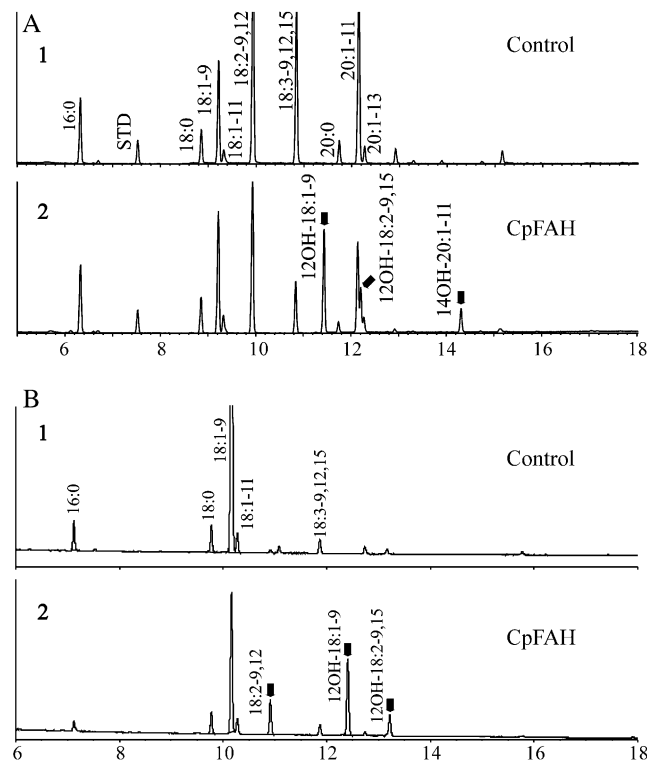 A
1
Control
16:0
STD
18:0
18:1-9
18:1-11
18:2-9,12
18:3-9,12,15
20:0
20:1-11
20:1-13
2
CpFAH
12OH-18:1-9
12OH-18:2-9,15
14OH-20:1-11
6 8 10 12 14 16 18
B
1
Control
16:0
18:0
18:1-9
18:1-11
18:3-9,12,15
2
CpFAH
18:2-9,12
12OH-18:1-9
12OH-18:2-9,15
6 8 10 12 14 16 18